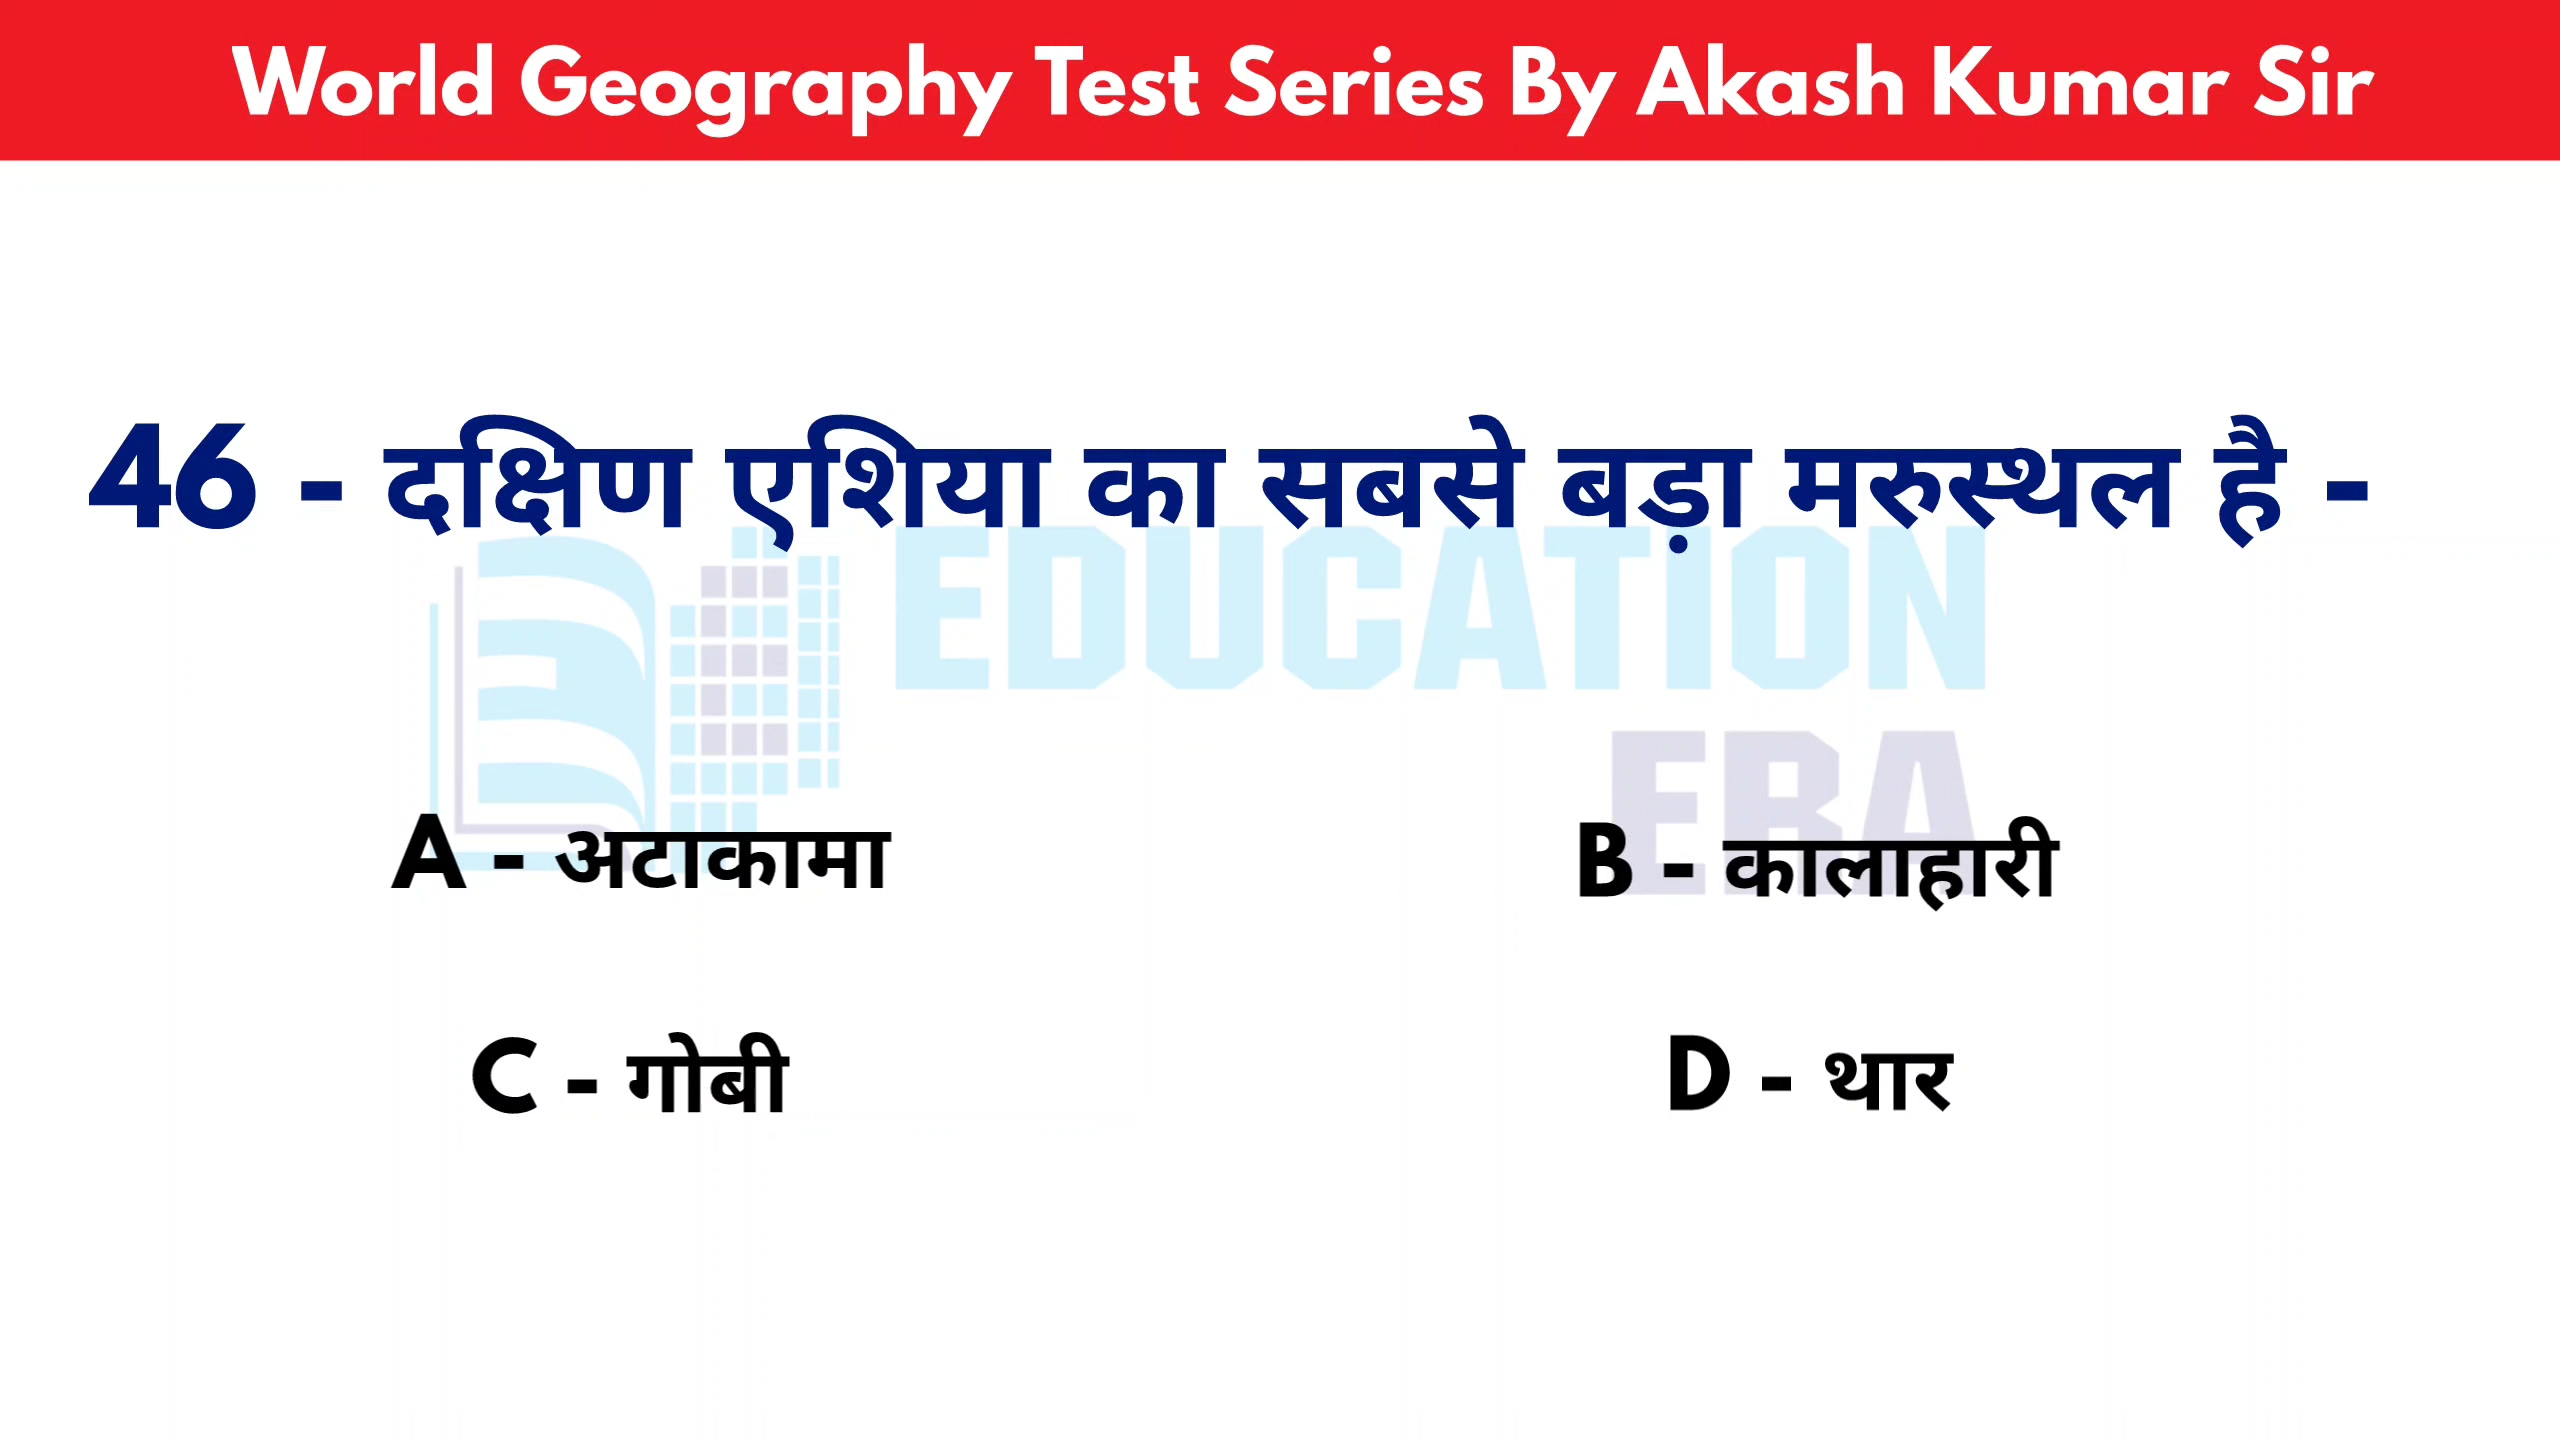 World Geography Test Series By Akash Kumar Sir
46 - दक्षिण एशिया का सबसे बड़ा मरुस्थल है -
EDUCATION
ERA
A - अटाकामा
B - कालाहारी
C - गोबी
D - थार